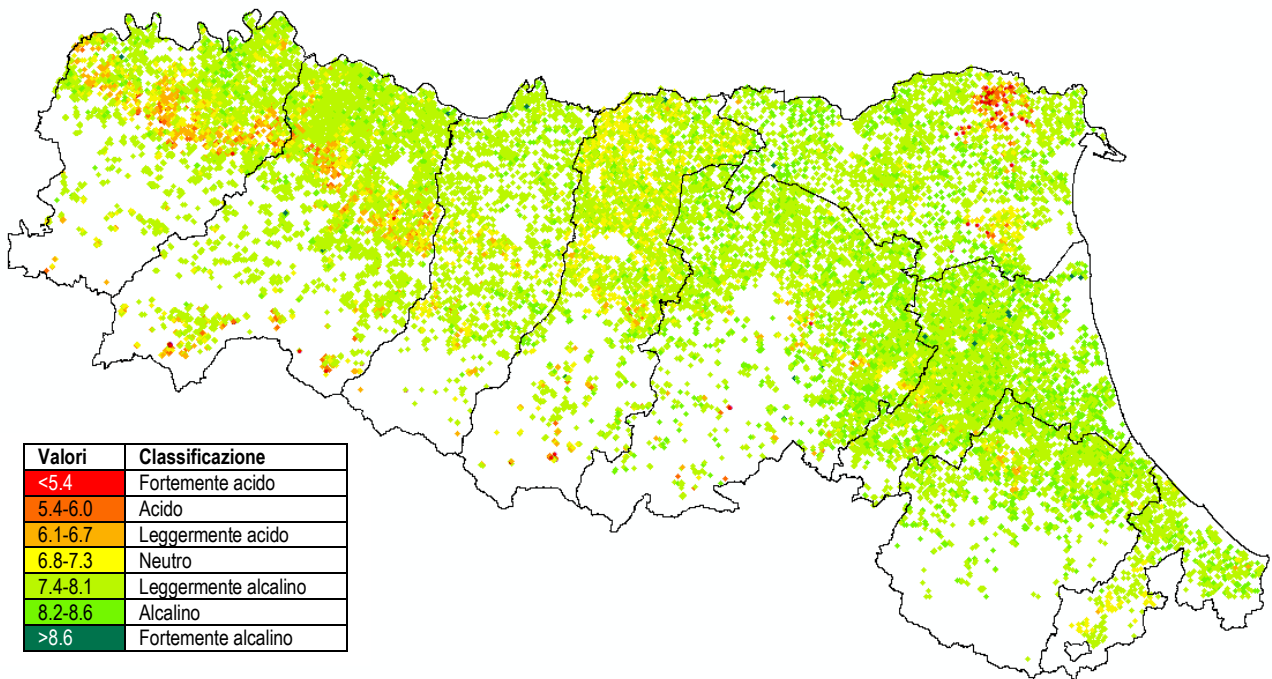 Valori Classificazione
<5.4 Fortemente acido
5.4-6.0 Acido
6.1-6.7 Leggermente acido
6.8-7.3 Neutro
7.4-8.1 Leggermente alcalino
8.2-8.6 Alcalino
>8.6 Fortemente alcalino